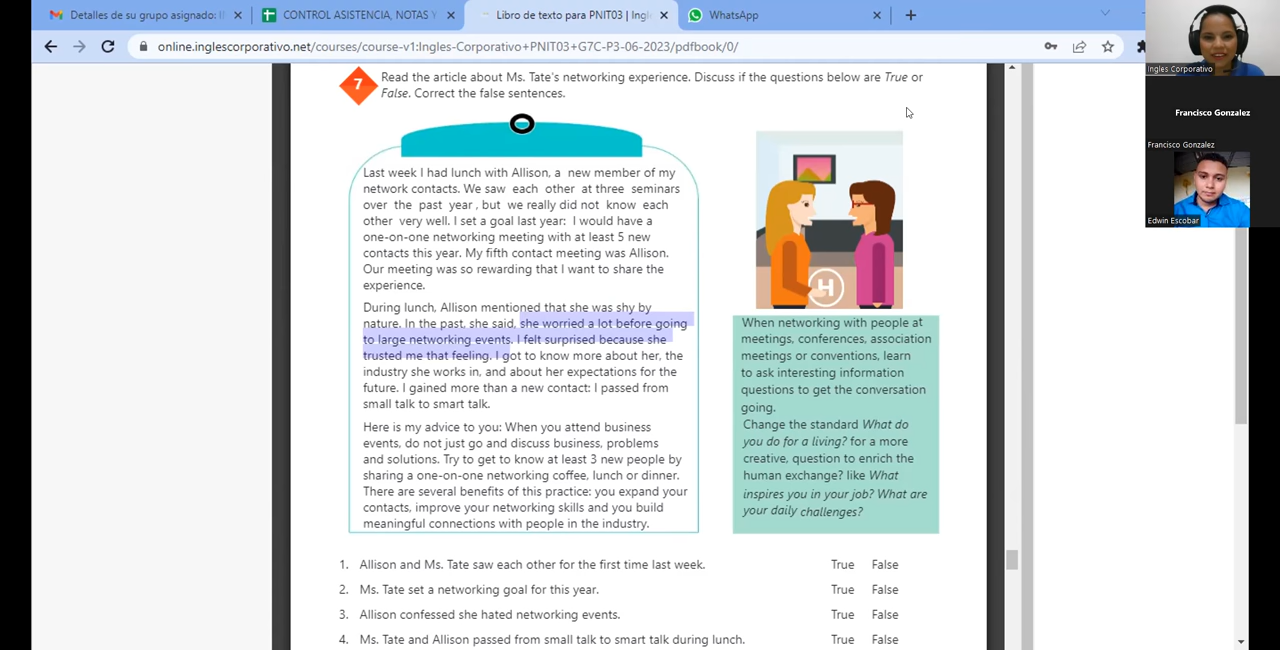 Detalles de su grupo asignado: I
CONTROL ASISTENCIA, NOTAS Y
Libro de texto para PNIT03 | Ingl
WhatsApp
online.inglescorporativo.net/courses/course-v1:Ingles-Corporativo+PNIT03+G7C-P3-06-2023/pdfbook/0/
Ingles Corporativo
Francisco Gonzalez
Francisco Gonzalez
Edwin Escobar
7
Read the article about Ms. Tate's networking experience. Discuss if the questions below are True or
False. Correct the false sentences.
Last week I had lunch with Allison, a new member of my
network contacts. We saw each other at three seminars
over the past year , but we really did not know each
other very well. I set a goal last year: I would have a
one-on-one networking meeting with at least 5 new
contacts this year. My fifth contact meeting was Allison.
Our meeting was so rewarding that I want to share the
experience.
During lunch, Allison mentioned that she was shy by
nature. In the past, she said, she worried a lot before going
to large networking events. I felt surprised because she
trusted me that feeling. I got to know more about her, the
industry she works in, and about her expectations for the
future. I gained more than a new contact: I passed from
small talk to smart talk.
Here is my advice to you: When you attend business
events, do not just go and discuss business, problems
and solutions. Try to get to know at least 3 new people by
sharing a one-on-one networking coffee, lunch or dinner.
There are several benefits of this practice: you expand your
contacts, improve your networking skills and you build
meaningful connections with people in the industry.
When networking with people at
meetings, conferences, association
meetings or conventions, learn
to ask interesting information
questions to get the conversation
going.
Change the standard What do
you do for a living? for a more
creative, question to enrich the
human exchange? like What
inspires you in your job? What are
your daily challenges?
1. Allison and Ms. Tate saw each other for the first time last week. True False
2. Ms. Tate set a networking goal for this year. True False
3. Allison confessed she hated networking events. True False
4. Ms. Tate and Allison passed from small talk to smart talk during lunch. True False